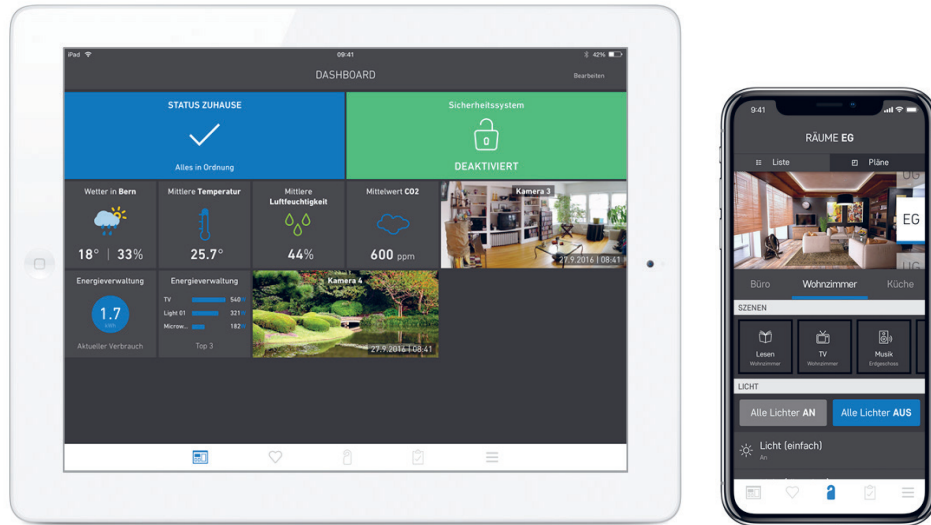 iPad
09:41
42%
DASHBOARD
Bearbeiten
STATUS ZUHAUSE
Alles in Ordnung
Sicherheitssystem
0
DEAKTIVIERT
Wetter in Bern
18° | 33%
Mittlere Temperatur
25.7°
Mittlere
Luftfeuchtigkeit
44%
Mittelwert CO2
600 ppm
Kamera 3
27.9.2016 | 08:41
Energieverwaltung
1.7
kWh
Aktueller Verbrauch
Energieverwaltung
TV 540
Light 01 321
Microw... 182
Top 3
Kamera 4
27.9.2016 | 08:41
9:41
RÄUME EG
Liste
Pläne
UG
EG
UG
Büro
Wohnzimmer
Küche
SZENEN
Lesen
Wohnzimmer
TV
Wohnzimmer
Musik
Erdgeschoss
LICHT
Alle Lichter AN
Alle Lichter AUS
Licht (einfach)
An